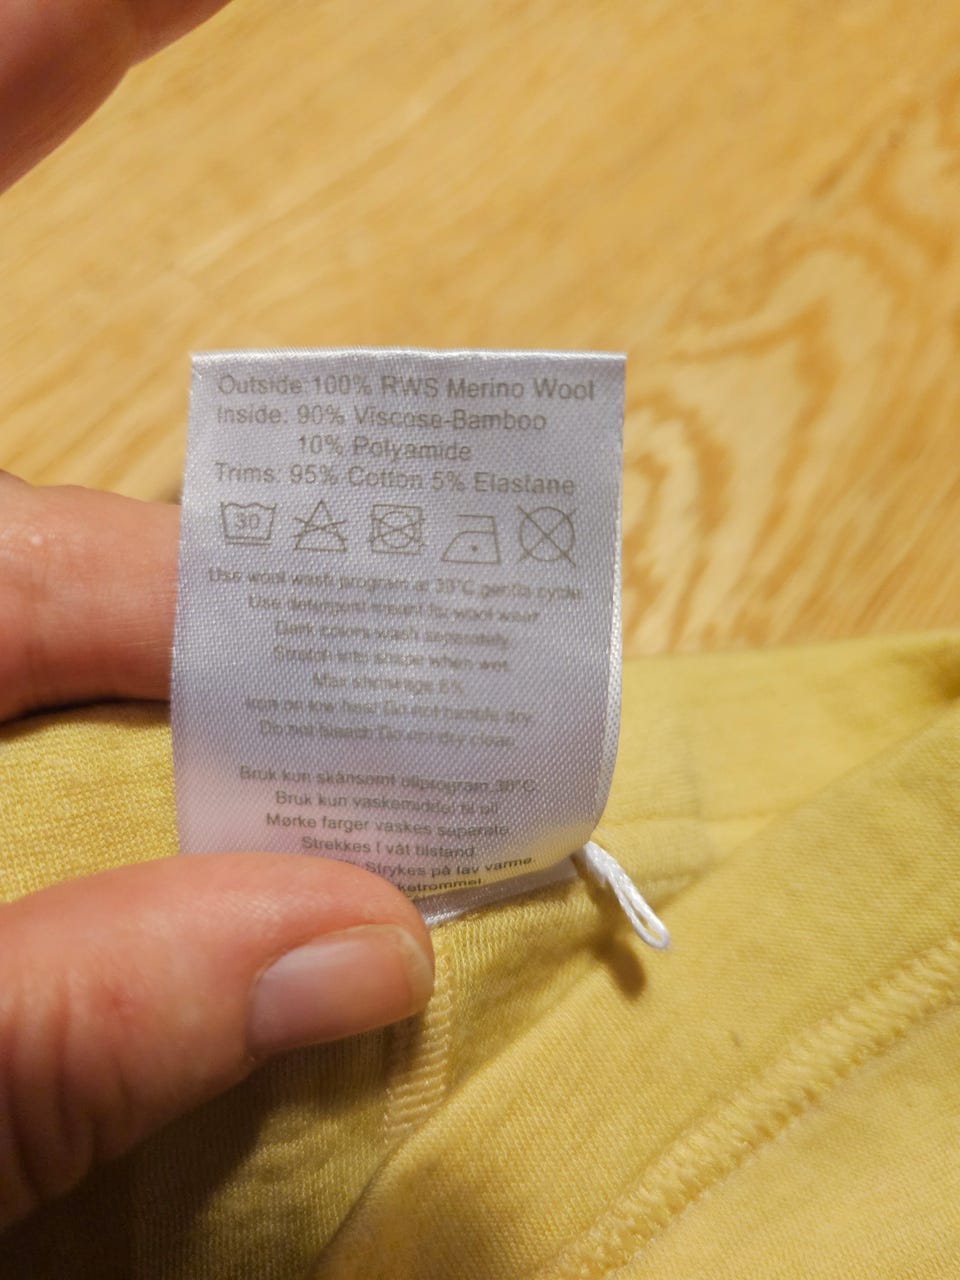 Outside: 100% RWS Merino Wool
Inside: 90% Viscose-Bamboo
10% Polyamide
Trims: 95% Cotton 5% Elastane
30
Use wool wash program at 30°C gentle cycle.
Use detergent meant for wool wear
Dark colors wash separately.
Stretch into shape when wet.
Max shrinkage 6%
Iron on low heat Do not tumble dry.
Do not bleach Do not dry clean.
Bruk kun skånsomt ullprogram 30°C.
Bruk kun vaskemiddel til ull
Mørke farger vaskes separate.
Strekkes i våt tilstand.
Strykes på lav varme.